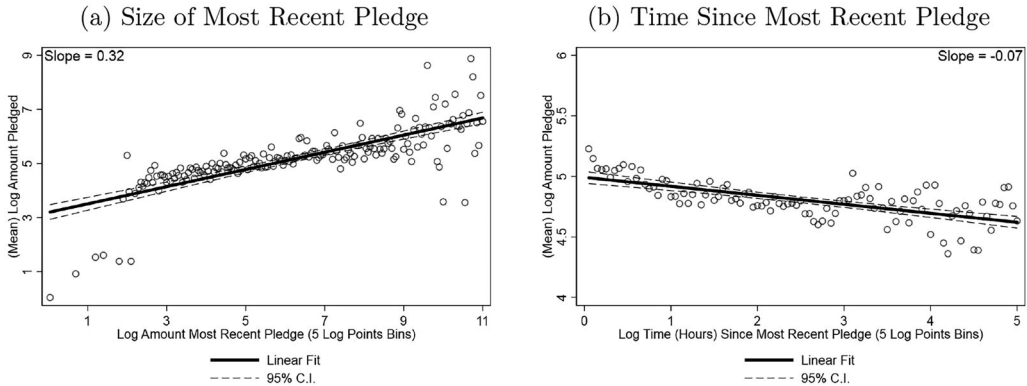 (a) Size of Most Recent Pledge
Slope = 0.32
(Mean) Log Amount Pledged
9
7
5
3
1
1 3 5 7 9 11
Log Amount Most Recent Pledge (5 Log Points Bins)
Linear Fit
95% C.I.
(b) Time Since Most Recent Pledge
Slope = -0.07
(Mean) Log Amount Pledged
6
5.5
5
4.5
4
0 1 2 3 4 5
Log Time (Hours) Since Most Recent Pledge (5 Log Points Bins)
Linear Fit
95% C.I.